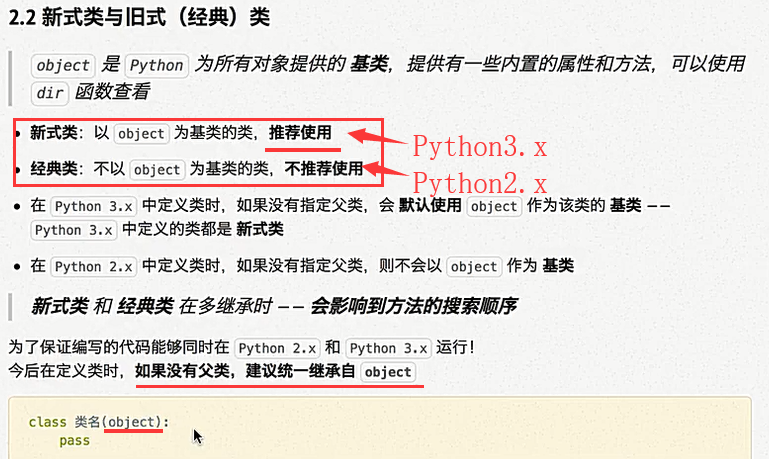 2.2 新式类与旧式（经典）类
object 是 Python 为所有对象提供的 基类，提供有一些内置的属性和方法，可以使用
dir 函数查看
• 新式类：以 object 为基类的类，推荐使用
Python3.x
• 经典类：不以 object 为基类的类，不推荐使用
Python2.x
• 在 Python 3.x 中定义类时，如果没有指定父类，会 默认使用 object 作为该类的 基类 ——
Python 3.x 中定义的类都是 新式类
• 在 Python 2.x 中定义类时，如果没有指定父类，则不会以 object 作为 基类
新式类 和 经典类 在多继承时 —— 会影响到方法的搜索顺序
为了保证编写的代码能够同时在 Python 2.x 和 Python 3.x 运行！
今后在定义类时，如果没有父类，建议统一继承自 object
class 类名(object):
    pass